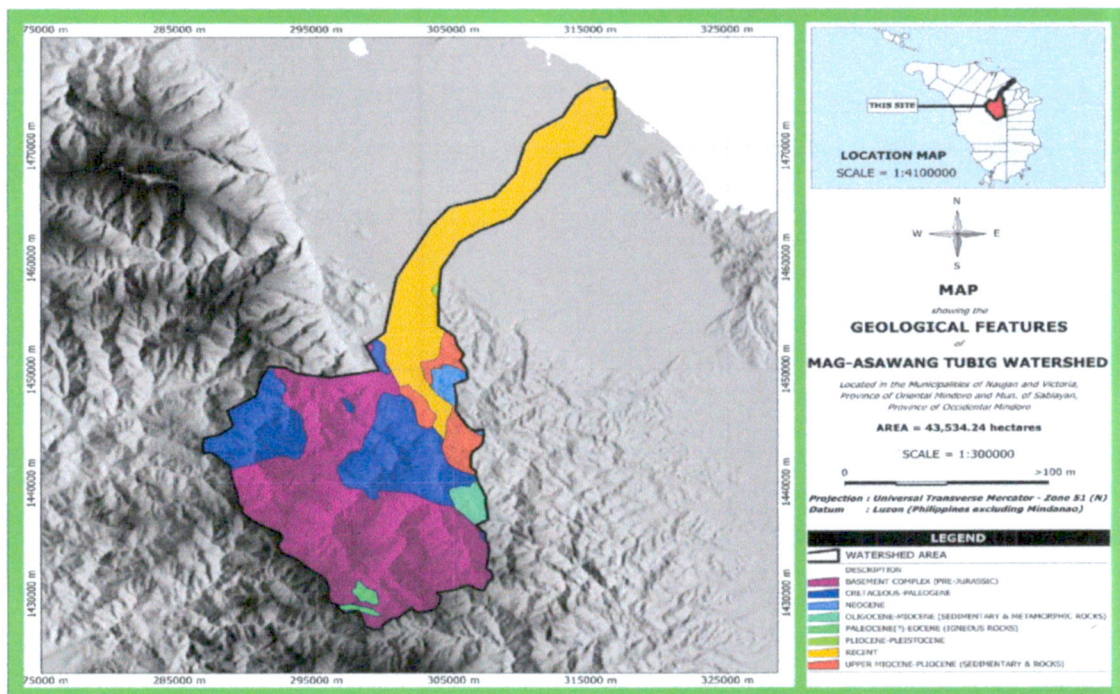 75000 m 285000 m 295000 m 305000 m 315000 m 325000 m
1470000 m 1470000 m
1460000 m 1460000 m
1450000 m 1450000 m
1440000 m 1440000 m
1430000 m 1430000 m
75000 m 285000 m 295000 m 305000 m 315000 m 325000 m
THIS SITE
LOCATION MAP
SCALE = 1:4100000
N
W E
S
MAP
showing the
GEOLOGICAL FEATURES
of
MAG-ASAWANG TUBIG WATERSHED
Located in the Municipalities of Naujan and Victoria,
Province of Oriental Mindoro and Mun. of Sablayan,
Province of Occidental Mindoro
AREA = 43,534.24 hectares
SCALE = 1:300000
0 >100 m
Projection : Universal Transverse Mercator - Zone 51 (N)
Datum : Luzon (Philippines excluding Mindanao)
LEGEND
WATERSHED AREA
DESCRIPTION
BASEMENT COMPLEX (PRE-JURASSIC)
CRETACEOUS-PALEOGENE
NEOGENE
OLIGOCENE-MIOCENE (SEDIMENTARY & METAMORPHIC ROCKS)
PALEOCENE(?)-EOCENE (IGNEOUS ROCKS)
PLIOCENE-PLEISTOCENE
RECENT
UPPER MIOCENE-PLIOCENE (SEDIMENTARY & ROCKS)